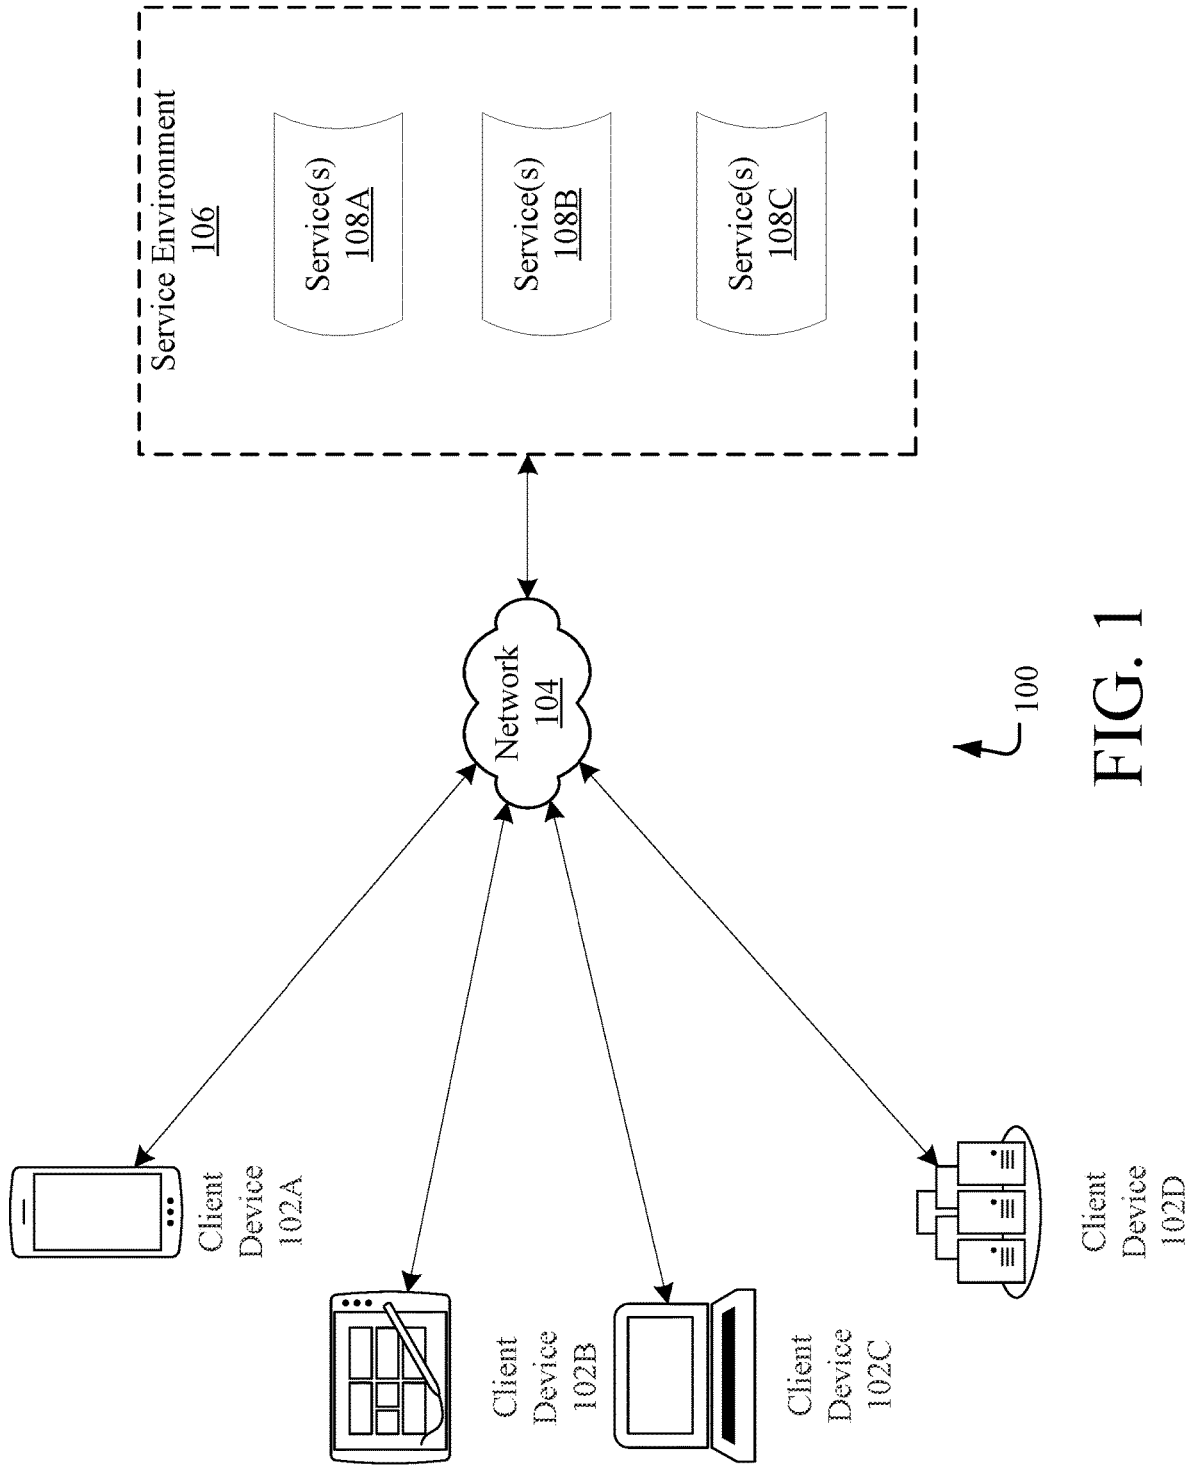 Service Environment
106
Service(s)
108A
Service(s)
108B
Service(s)
108C
Network
104
Client
Device
102A
Client
Device
102B
Client
Device
102C
Client
Device
102D
100
FIG. 1